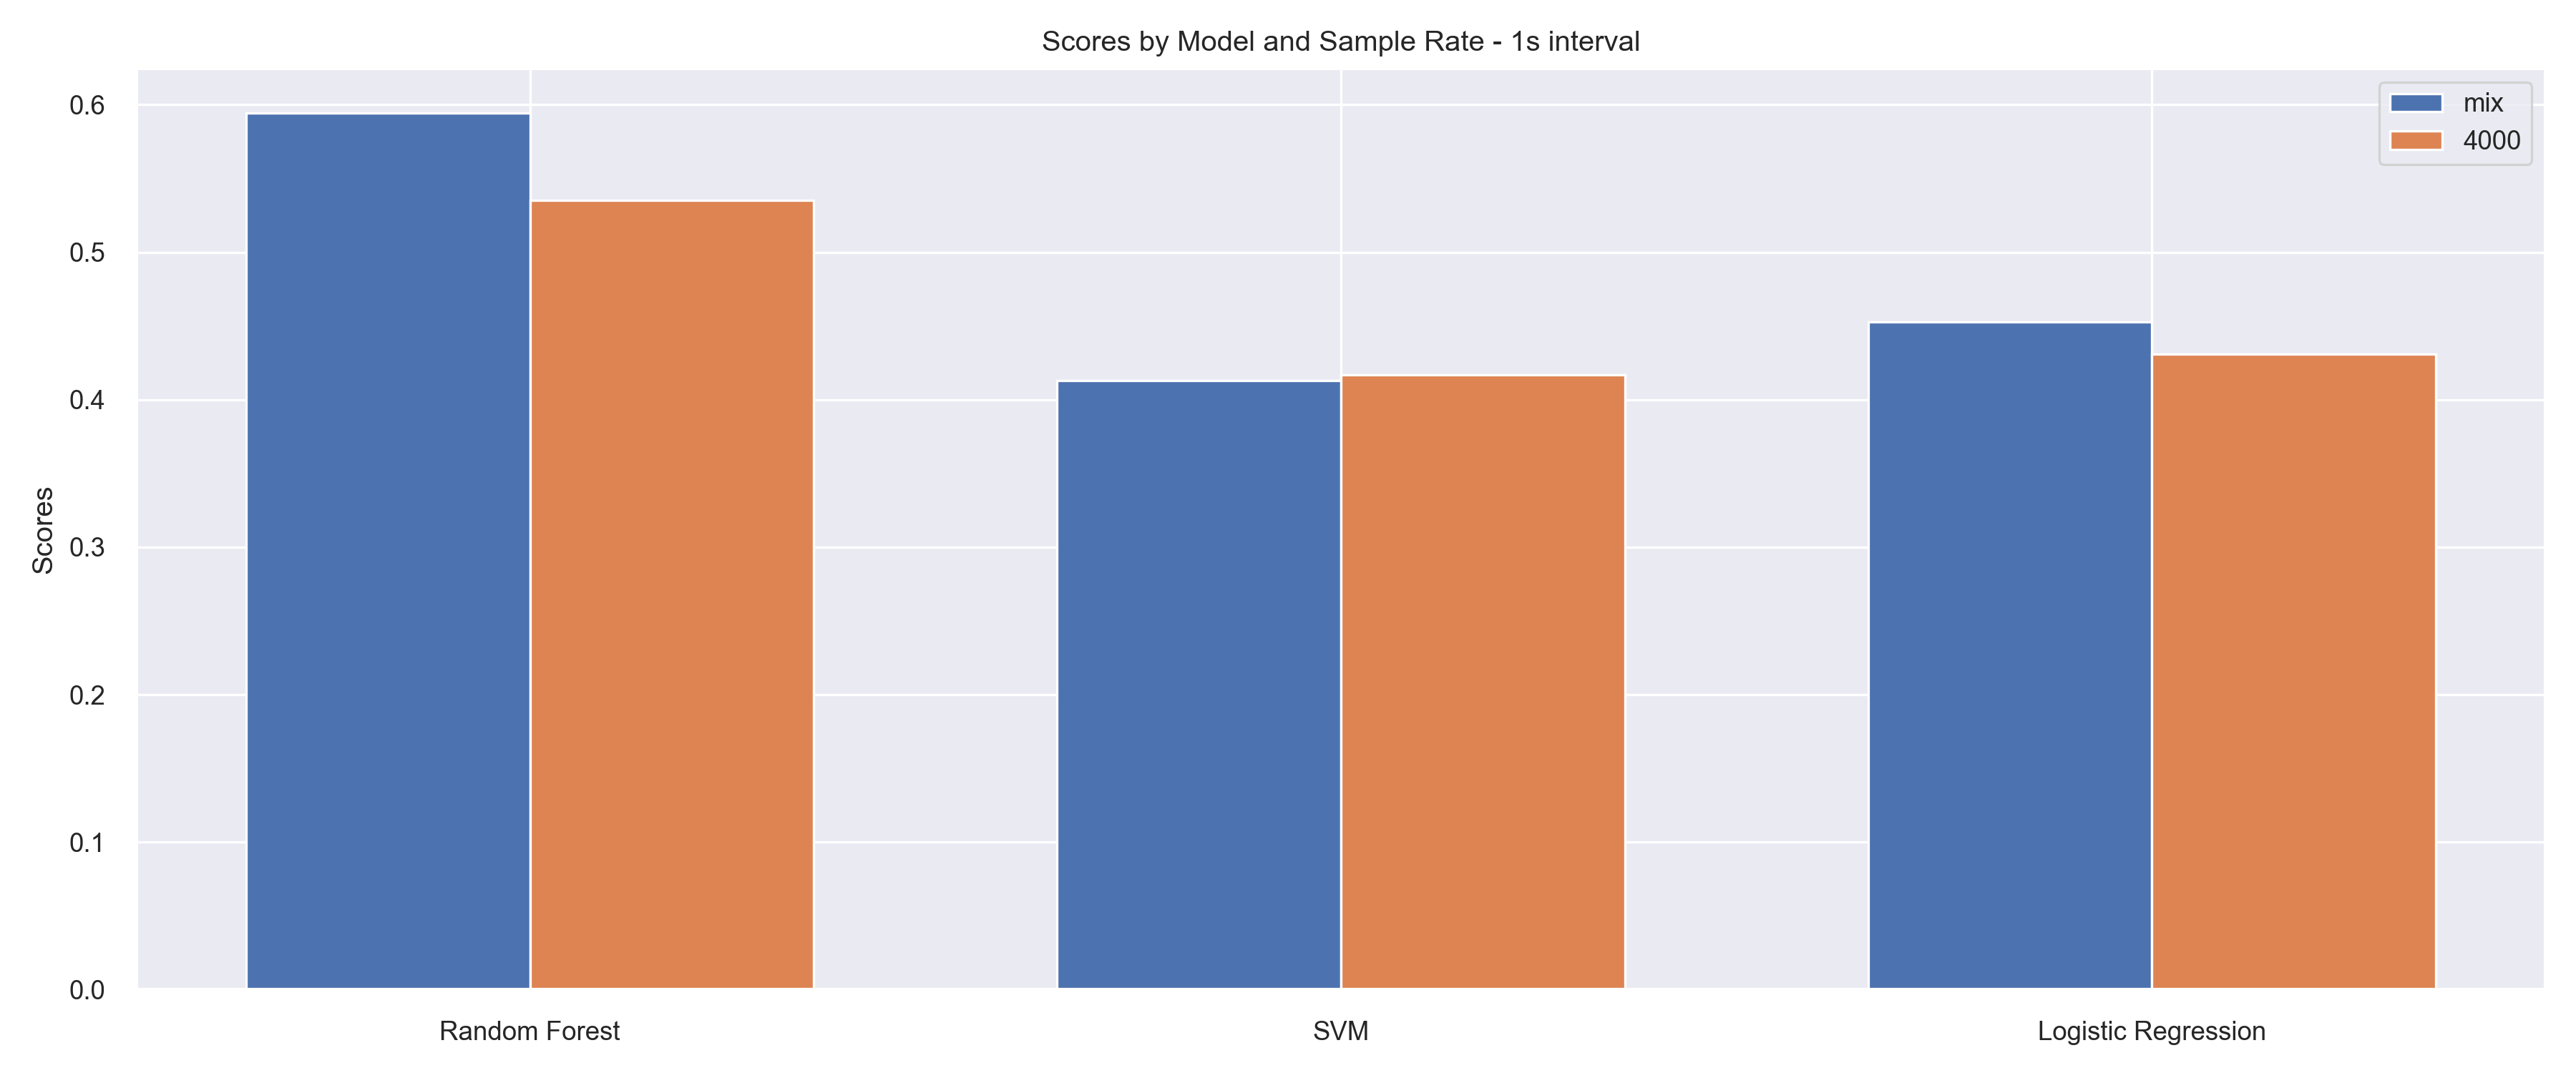 Scores by Model and Sample Rate - 1s interval
mix
4000
Scores
0.6
0.5
0.4
0.3
0.2
0.1
0.0
Random Forest
SVM
Logistic Regression